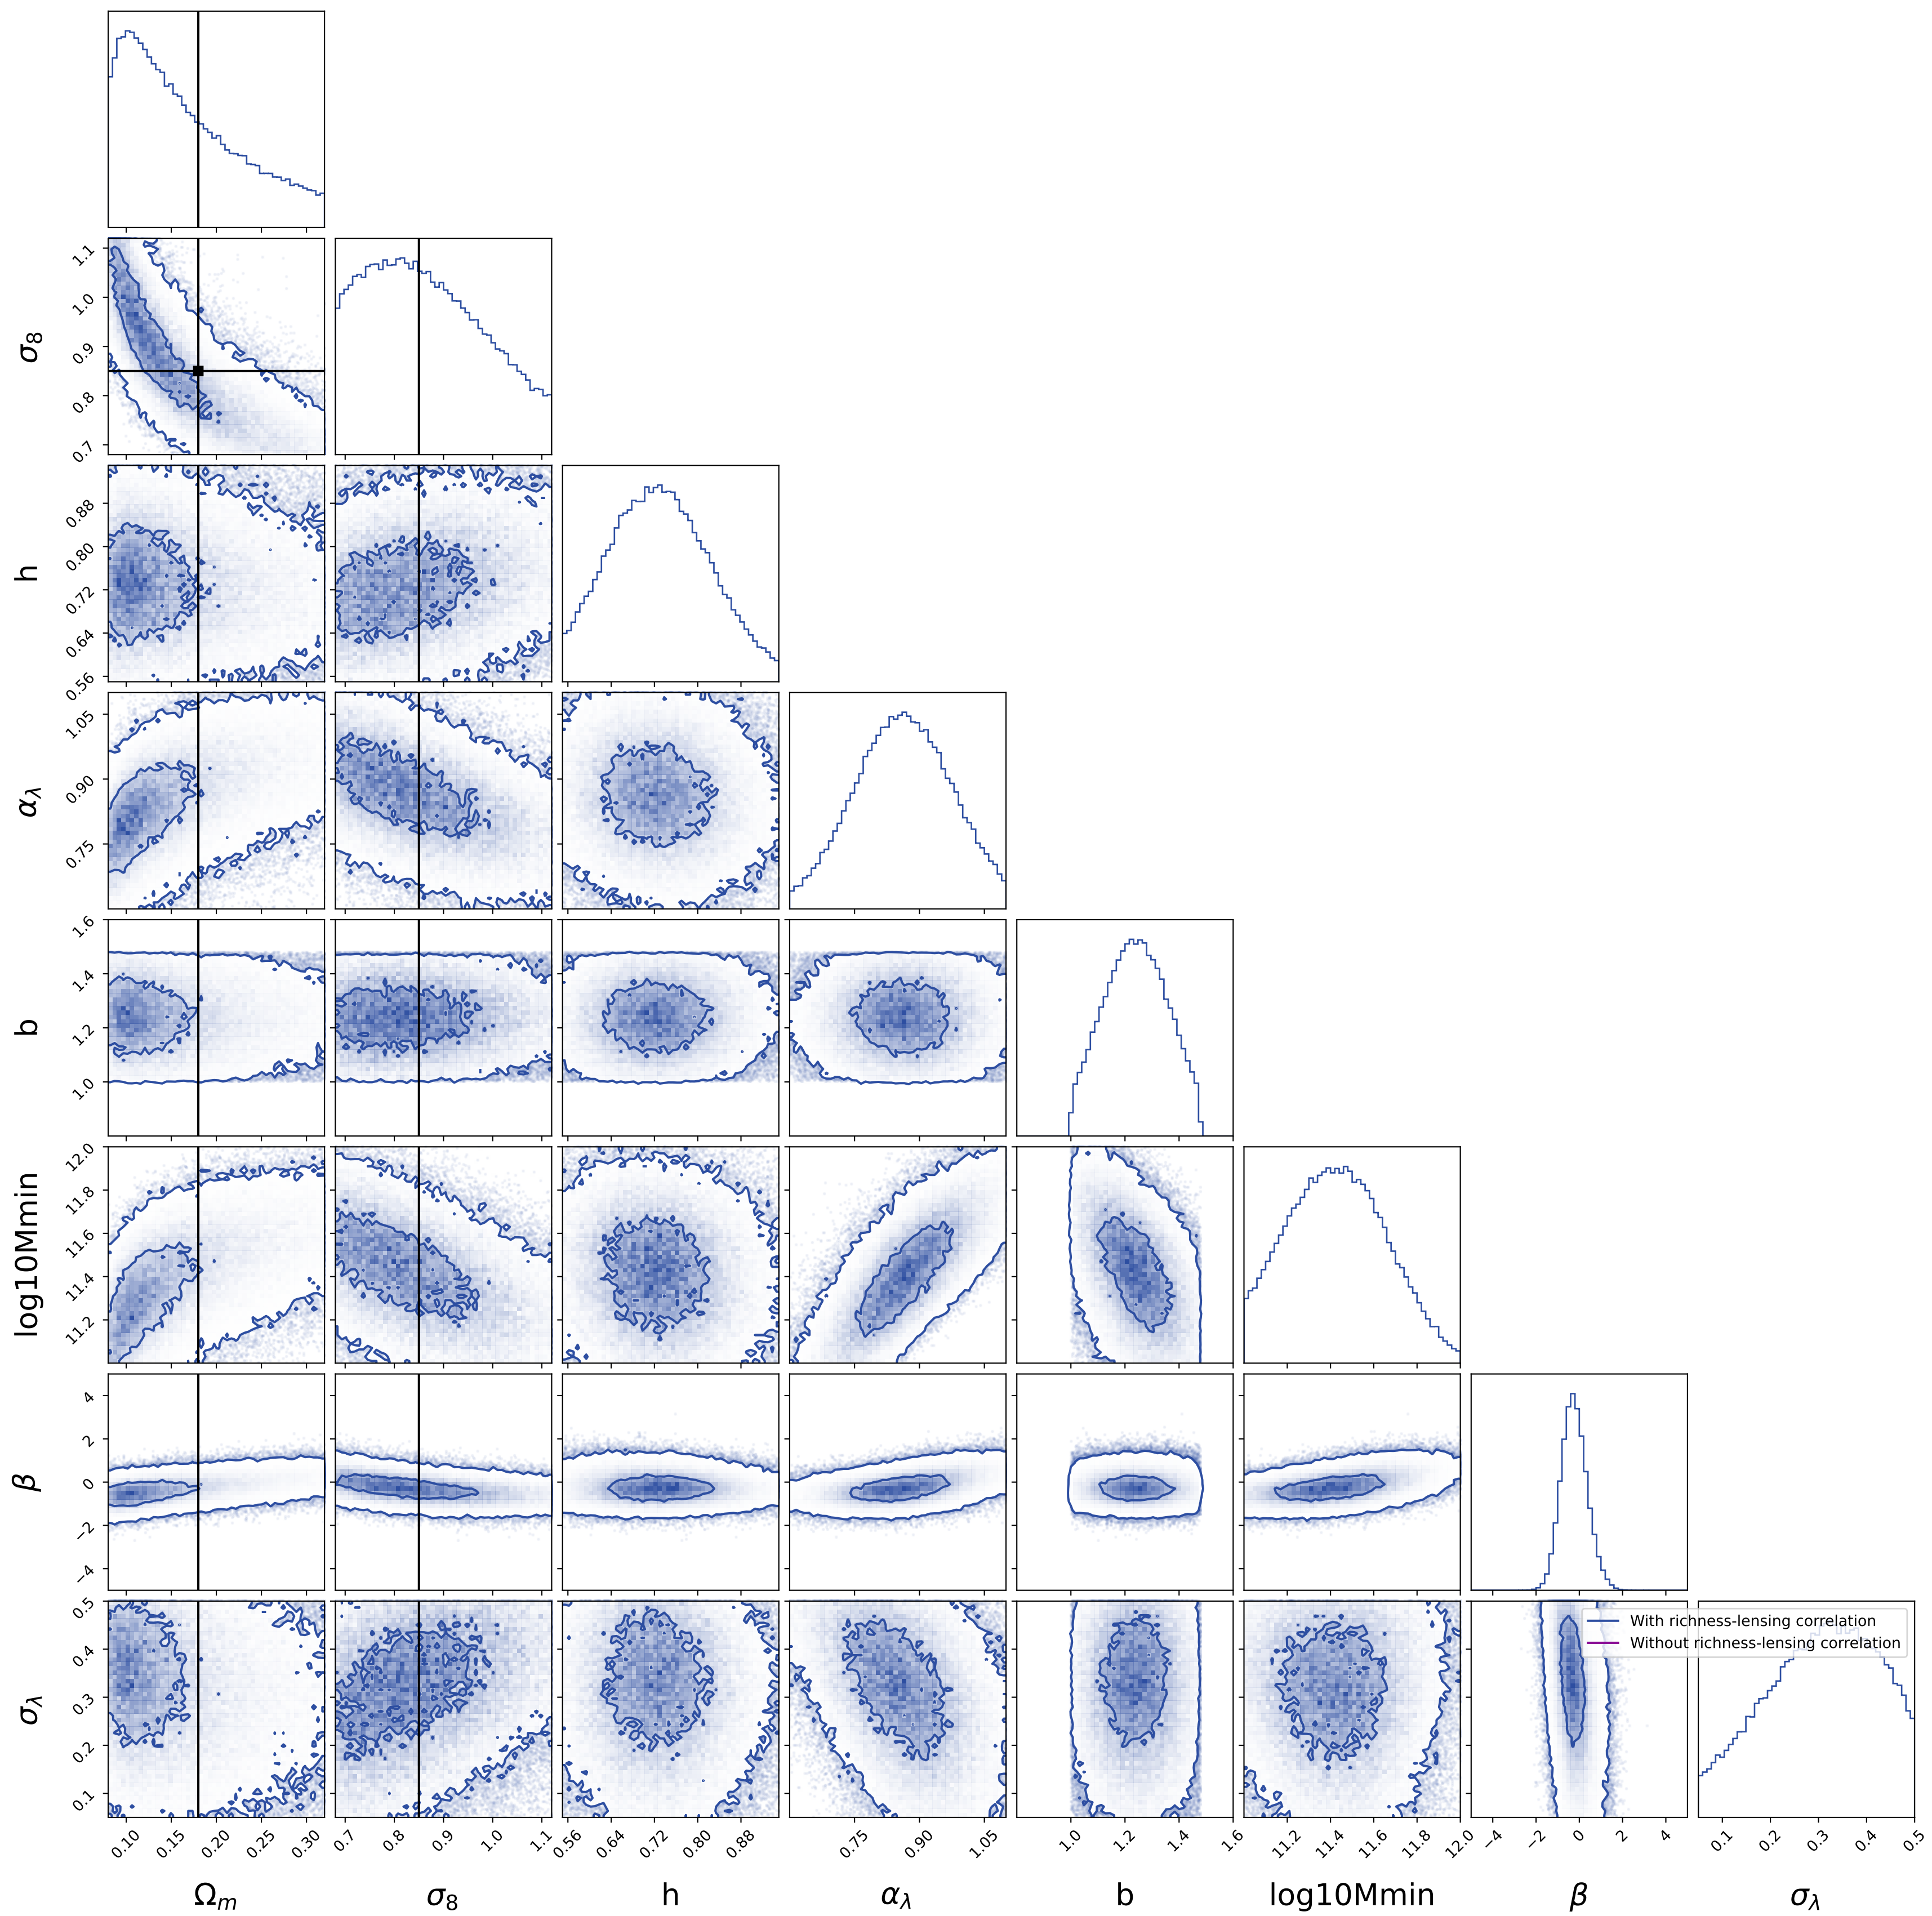 1.1
1.0
0.9
0.8
0.7
σ8
0.88
0.80
0.72
0.64
0.56
h
1.05
0.90
0.75
αλ
1.6
1.4
1.2
1.0
b
12.0
11.8
11.6
11.4
11.2
log10Mmin
4
2
0
−2
−4
β
With richness-lensing correlation
Without richness-lensing correlation
0.5
0.4
0.3
0.2
0.1
σλ
0.10 0.15 0.20 0.25 0.30
0.7 0.8 0.9 1.0 1.1
0.56 0.64 0.72 0.80 0.88
0.75 0.90 1.05
1.0 1.2 1.4 1.6
11.2 11.4 11.6 11.8 12.0
−4 −2 0 2 4
0.1 0.2 0.3 0.4 0.5
Ωm σ8 h αλ b log10Mmin β σλ